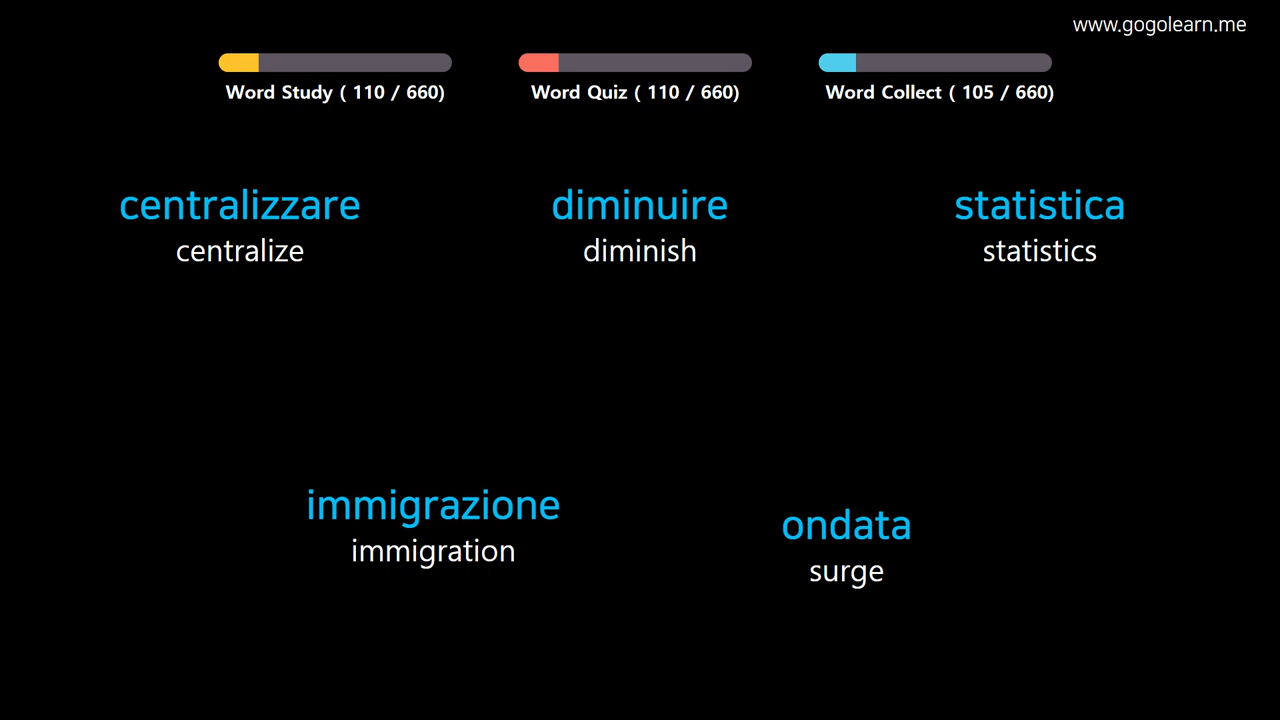 www.gogolearn.me
Word Study ( 110 / 660)
Word Quiz ( 110 / 660)
Word Collect ( 105 / 660)
centralizzare
centralize
diminuire
diminish
statistica
statistics
immigrazione
immigration
ondata
surge